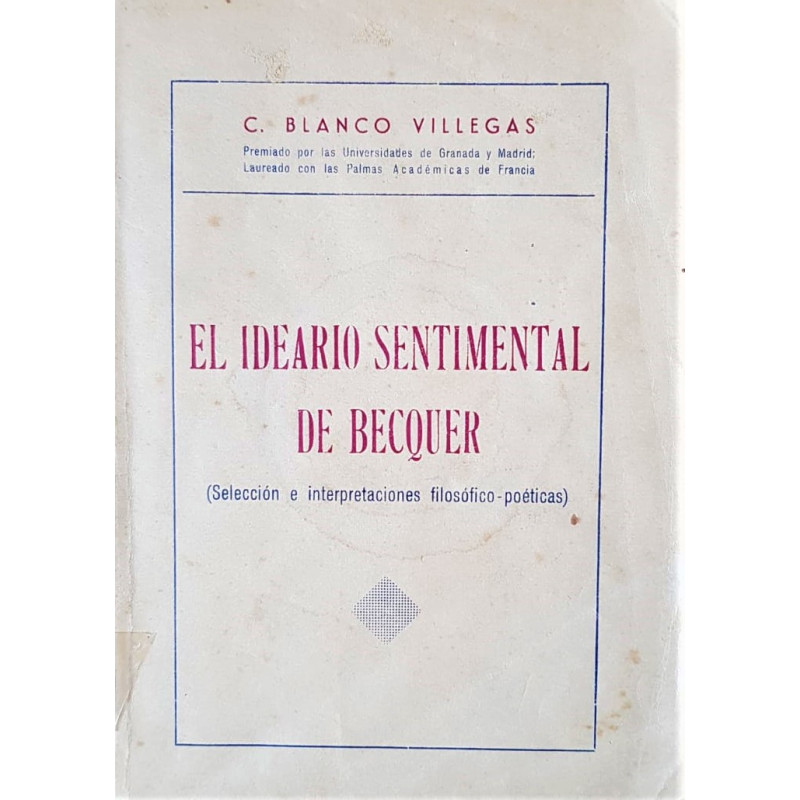 C. BLANCO VILLEGAS
Premiado por las Universidades de Granada y Madrid;
Laureado con las Palmas Académicas de Francia
EL IDEARIO SENTIMENTAL
DE BECQUER
(Selección e interpretaciones filosófico-poéticas)